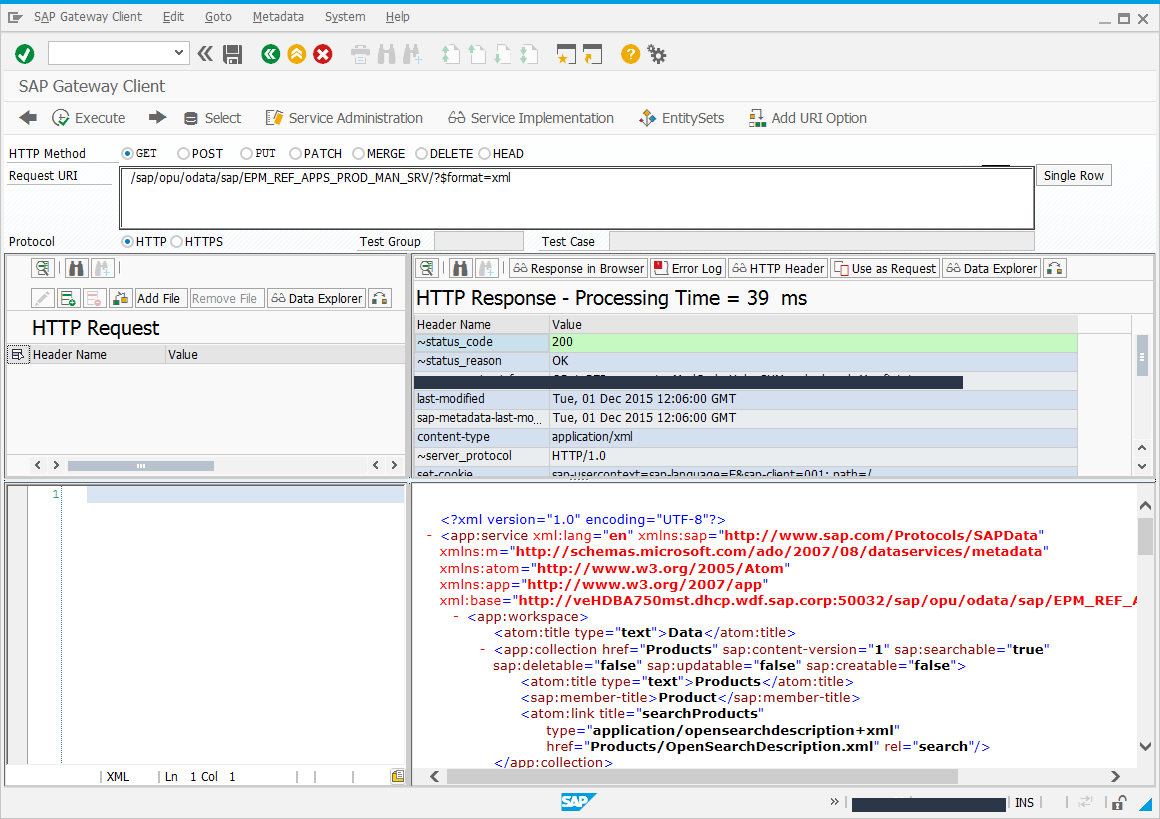 SAP Gateway Client Edit Goto Metadata System Help
SAP Gateway Client
Execute Select Service Administration Service Implementation EntitySets Add URI Option
HTTP Method GET POST PUT PATCH MERGE DELETE HEAD
Request URI /sap/opu/odata/sap/EPM_REF_APPS_PROD_MAN_SRV/?$format=xml Single Row
Protocol HTTP HTTPS Test Group Test Case
Response in Browser Error Log HTTP Header Use as Request Data Explorer
Add File Remove File Data Explorer
HTTP Request
Header Name Value
HTTP Response - Processing Time = 39 ms
Header Name Value
~status_code 200
~status_reason OK
last-modified Tue, 01 Dec 2015 12:06:00 GMT
sap-metadata-last-mo... Tue, 01 Dec 2015 12:06:00 GMT
content-type application/xml
~server_protocol HTTP/1.0
set-cookie sap-usercontext=sap-language=E&sap-client=001; path=/
1
<?xml version="1.0" encoding="UTF-8"?>
- <app:service xml:lang="en" xmlns:sap="http://www.sap.com/Protocols/SAPData"
xmlns:m="http://schemas.microsoft.com/ado/2007/08/dataservices/metadata"
xmlns:atom="http://www.w3.org/2005/Atom"
xmlns:app="http://www.w3.org/2007/app"
xml:base="http://veHDBA750mst.dhcp.wdf.sap.corp:50032/sap/opu/odata/sap/EPM_REF_A
- <app:workspace>
<atom:title type="text">Data</atom:title>
- <app:collection href="Products" sap:content-version="1" sap:searchable="true"
sap:deletable="false" sap:updatable="false" sap:creatable="false">
<atom:title type="text">Products</atom:title>
<sap:member-title>Product</sap:member-title>
<atom:link title="searchProducts"
type="application/opensearchdescription+xml"
href="Products/OpenSearchDescription.xml" rel="search"/>
</app:collection>
XML Ln 1 Col 1
SAP
INS